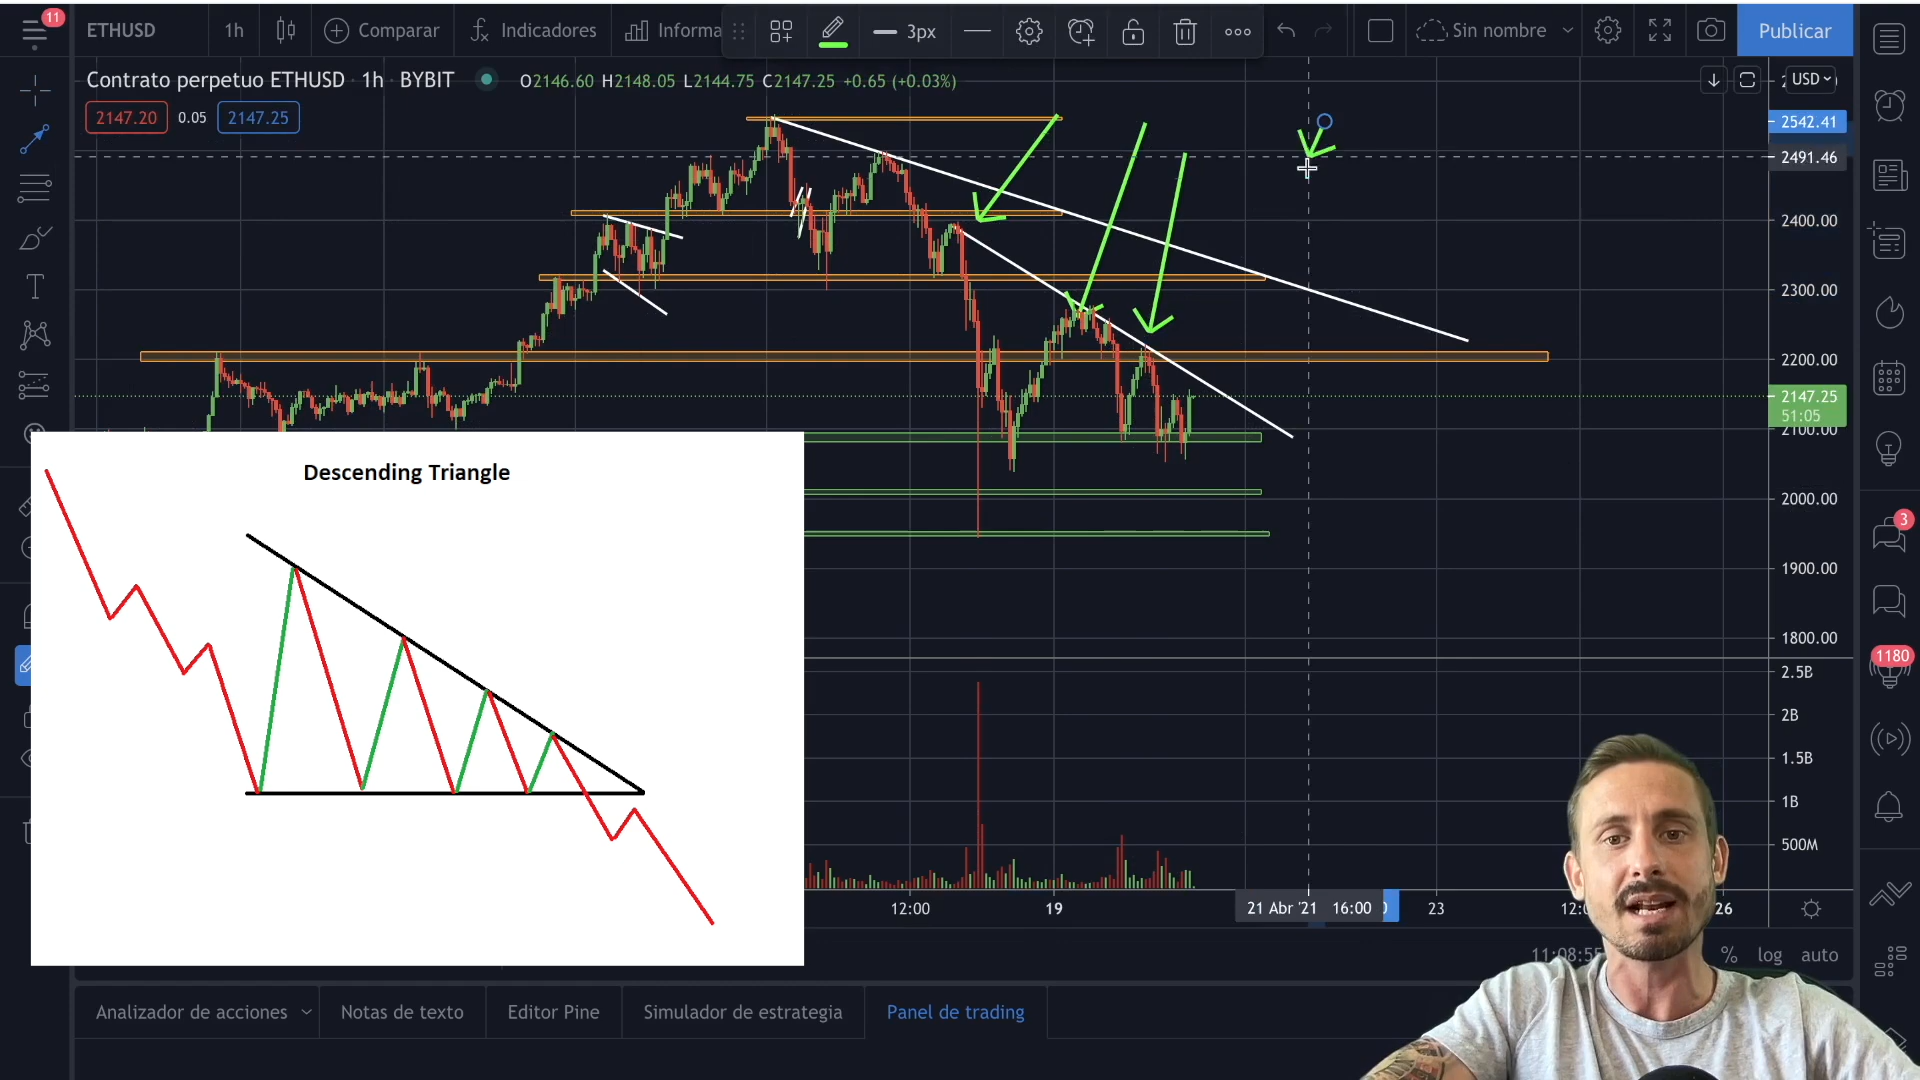 11
ETHUSD
1h
Comparar
Indicadores
Informa
3px
Sin nombre
Publicar
Contrato perpetuo ETHUSD · 1h · BYBIT
O2146.60 H2148.05 L2144.75 C2147.25 +0.65 (+0.03%)
2147.20 0.05 2147.25
USD
2542.41
2491.46
2400.00
2300.00
2200.00
2147.25
51:05
2100.00
2000.00
1900.00
1800.00
2.5B
2B
1.5B
1B
500M
3
1180
Descending Triangle
12:00
19
21 Abr '21 16:00
23
26
% log auto
Analizador de acciones
Notas de texto
Editor Pine
Simulador de estrategia
Panel de trading